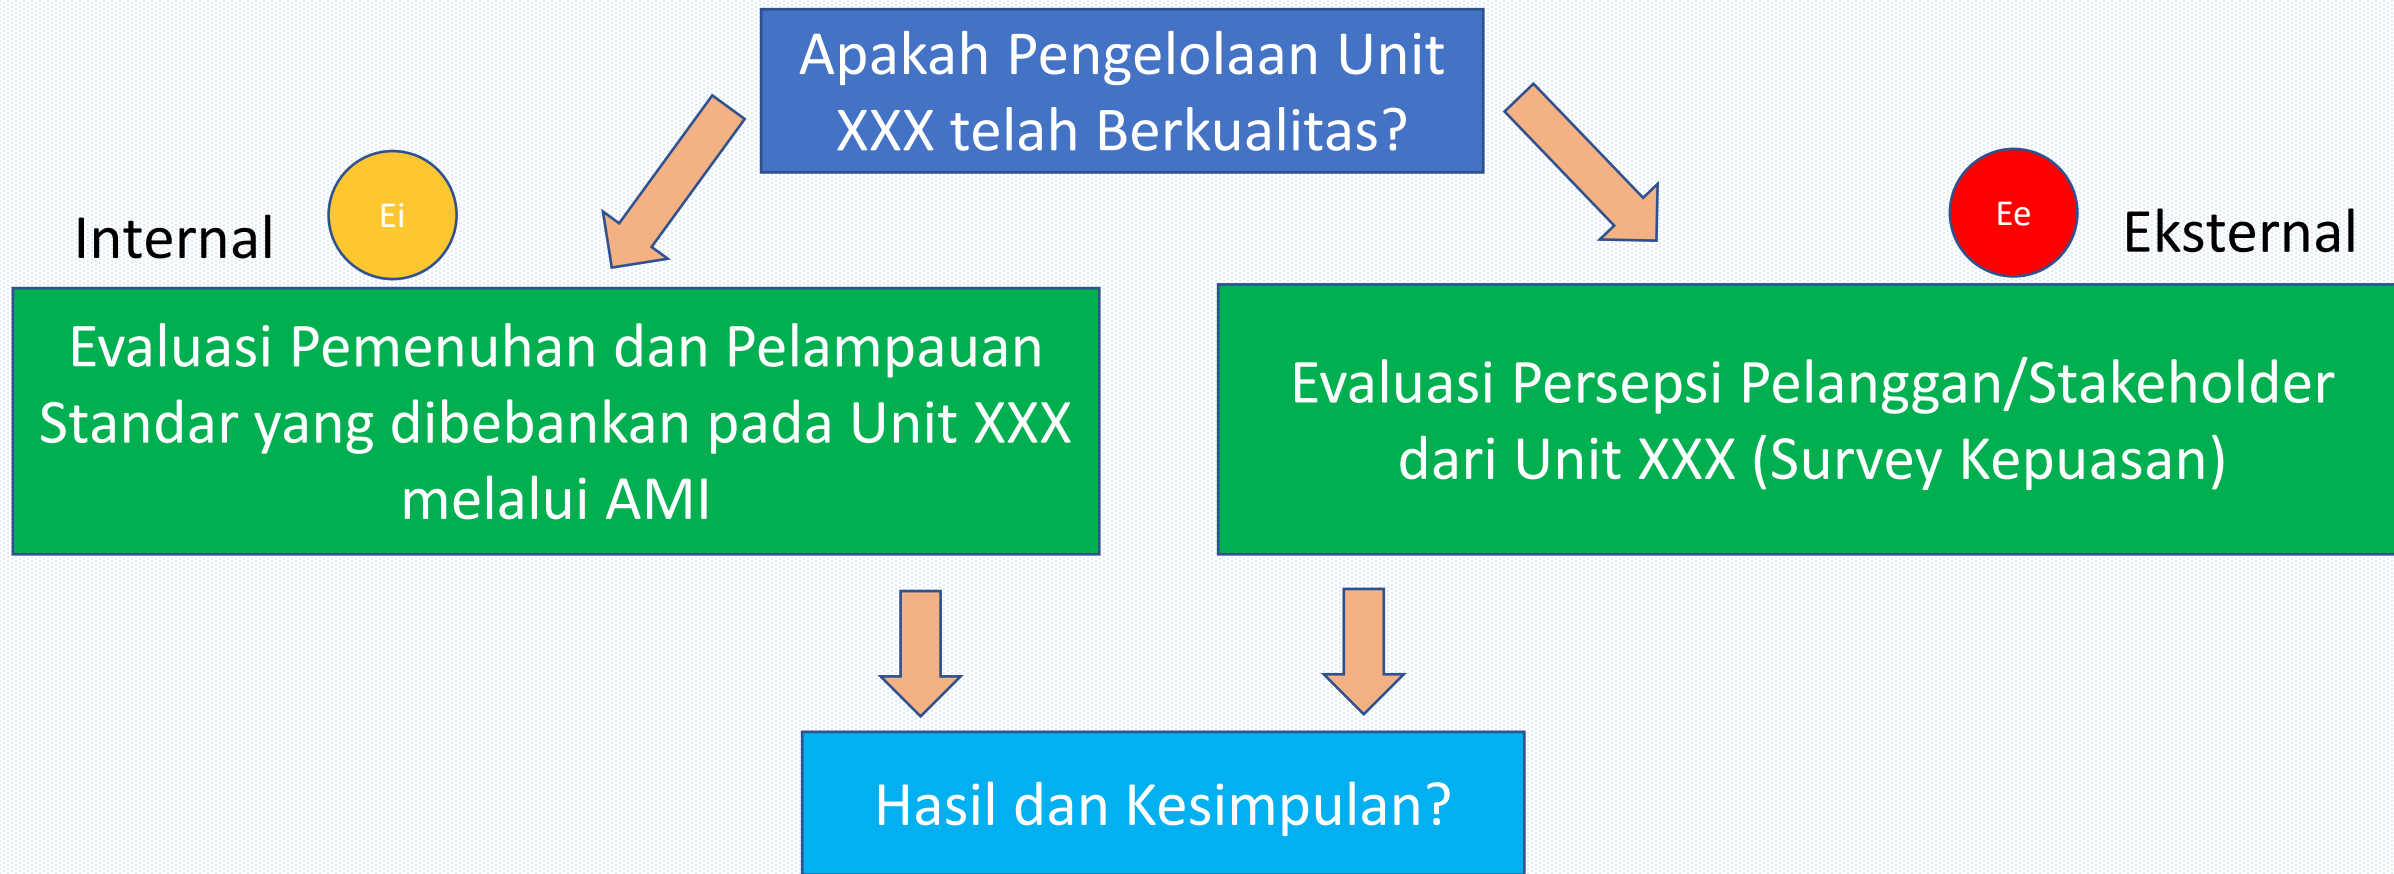 Apakah Pengelolaan Unit
XXX telah Berkualitas?
Internal
Ei
Ee
Eksternal
Evaluasi Pemenuhan dan Pelampauan
Standar yang dibebankan pada Unit XXX
melalui AMI
Evaluasi Persepsi Pelanggan/Stakeholder
dari Unit XXX (Survey Kepuasan)
Hasil dan Kesimpulan?